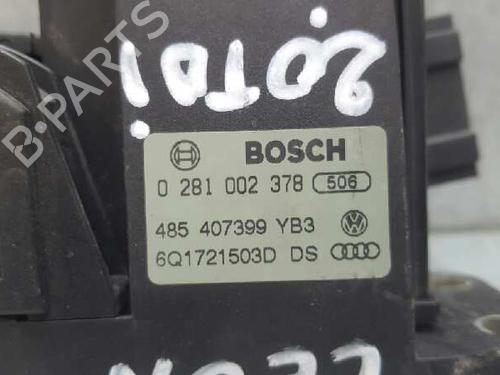 2.0TDI
B-PARTS
BOSCH
0 281 002 378 506
485 407399 YB3
6Q1721503D DS